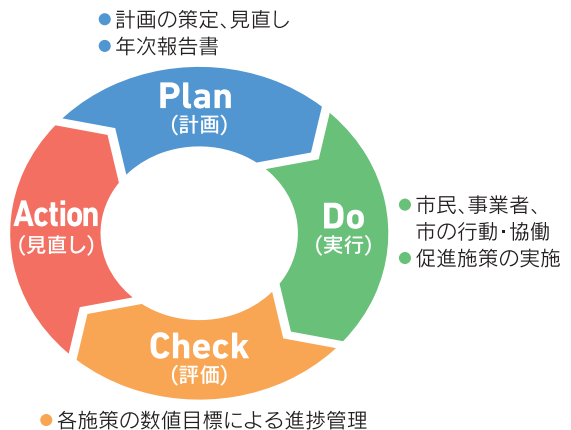 ●計画の策定、見直し
●年次報告書
Plan
(計画)
Do
(実行)
●市民、事業者、
市の行動・協働
●促進施策の実施
Check
(評価)
●各施策の数値目標による進捗管理
Action
(見直し)